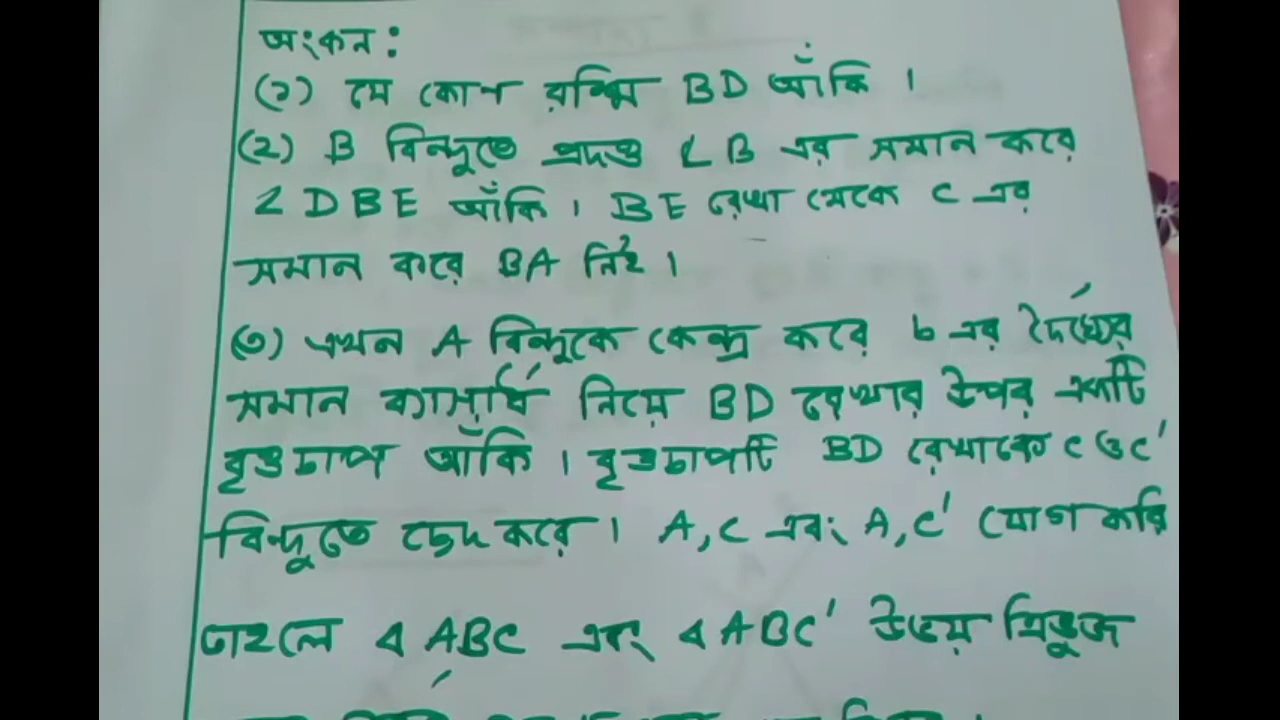 অংকন:
(১) যে কোণ রশ্মি BD আঁকি ।
(২) B বিন্দুতে প্রদত্ত ∠B এর সমান করে
∠DBE আঁকি । BE রেখা থেকে c এর
সমান করে BA নিই ।
(৩) এখন A বিন্দুকে কেন্দ্র করে b এর দৈর্ঘ্যের
সমান ব্যাসার্ধ নিয়ে BD রেখার উপর একটি
বৃত্তচাপ আঁকি । বৃত্তচাপটি BD রেখাকে C ও C'
বিন্দুতে ছেদ করে । A,C এবং A,C' যোগ করি
তাহলে △ABC এবং △ABC' উভয় ত্রিভুজ